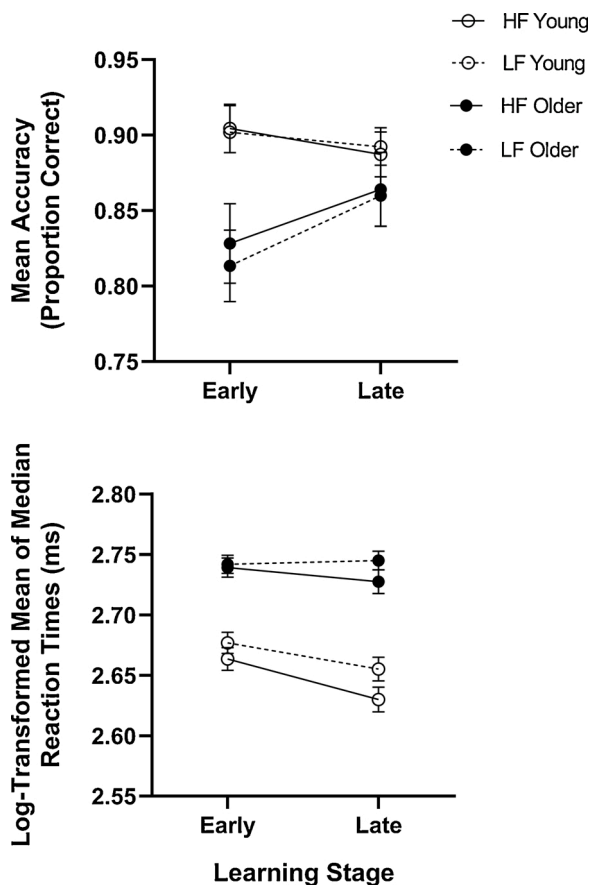 HF Young
LF Young
HF Older
LF Older
Mean Accuracy
(Proportion Correct)
0.95
0.90
0.85
0.80
0.75
Early Late
Log-Transformed Mean of Median
Reaction Times (ms)
2.80
2.75
2.70
2.65
2.60
2.55
Early Late
Learning Stage